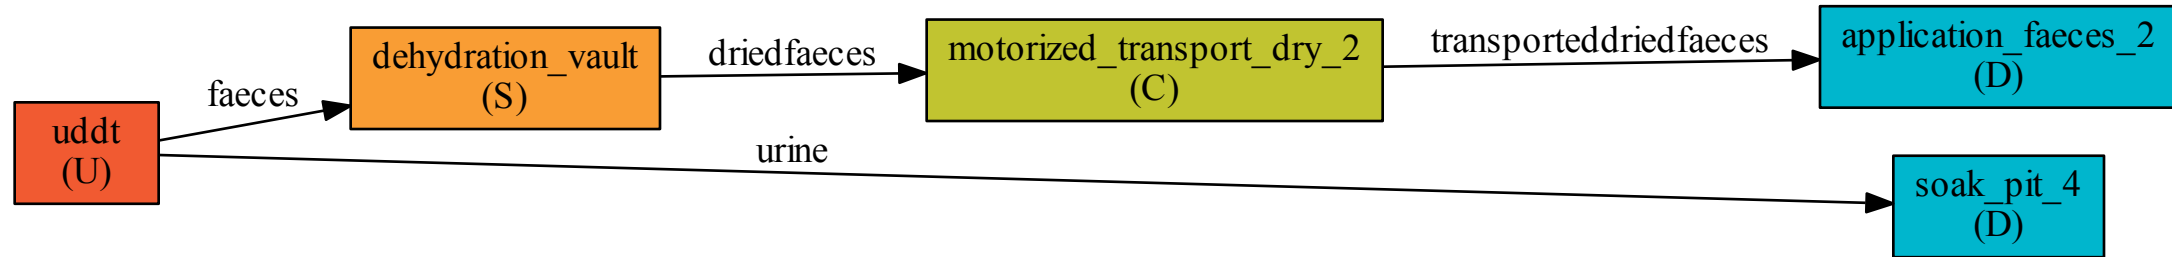 uddt
(U)
faeces
dehydration_vault
(S)
driedfaeces
motorized_transport_dry_2
(C)
transporteddriedfaeces
application_faeces_2
(D)
urine
soak_pit_4
(D)